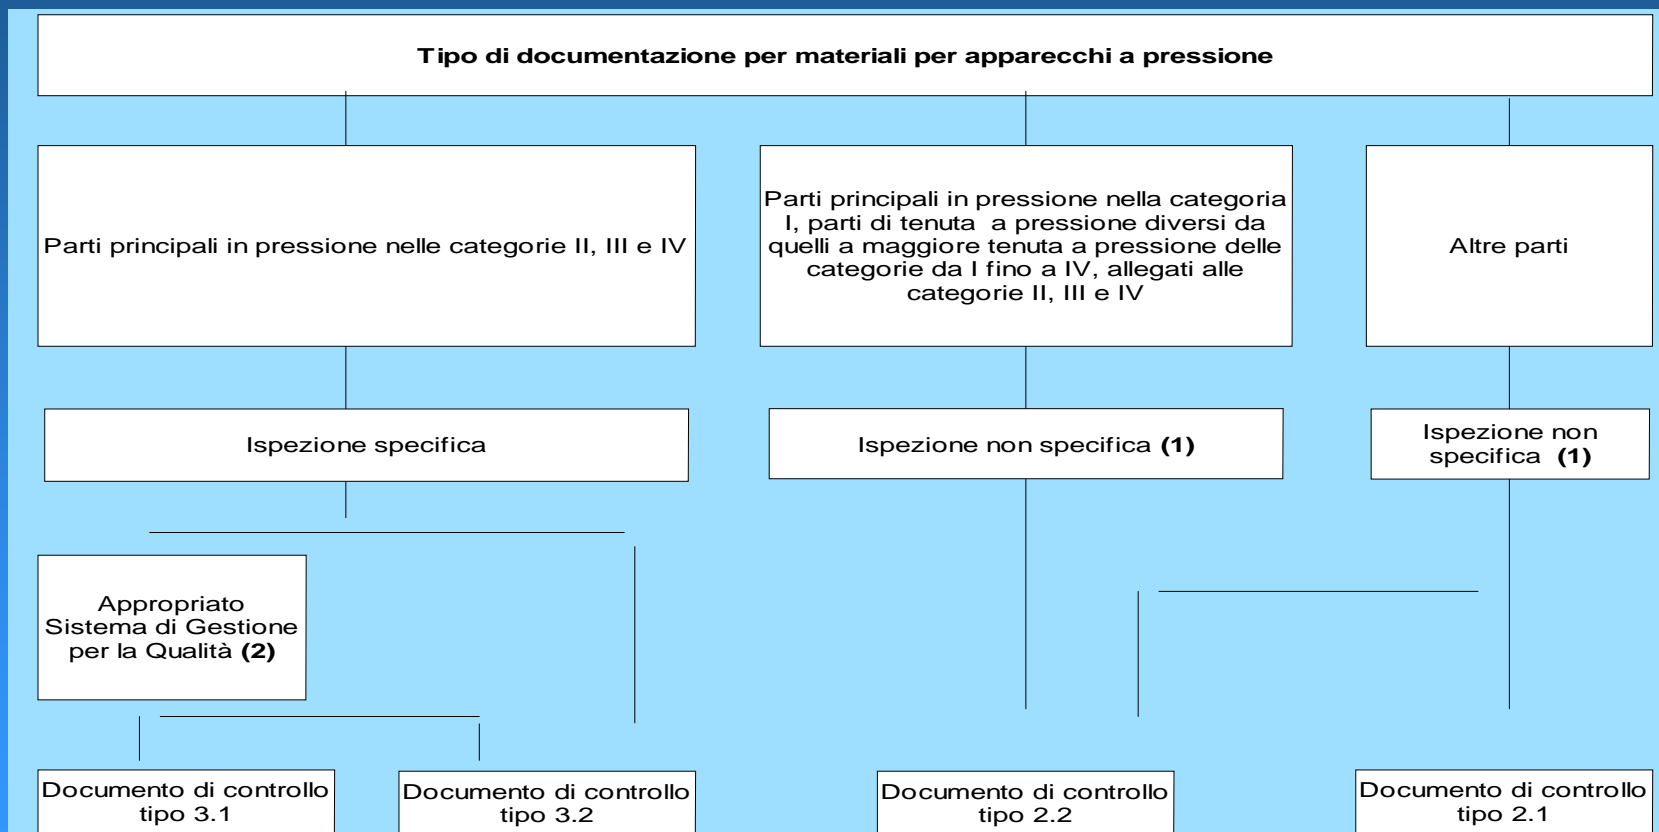 Tipo di documentazione per materiali per apparecchi a pressione
Parti principali in pressione nelle categorie II, III e IV
Parti principali in pressione nella categoria
I, parti di tenuta a pressione diversi da
quelli a maggiore tenuta a pressione delle
categorie da I fino a IV, allegati alle
categorie II, III e IV
Altre parti
Ispezione specifica
Ispezione non specifica (1)
Ispezione non
specifica (1)
Appropriato
Sistema di Gestione
per la Qualità (2)
Documento di controllo
tipo 3.1
Documento di controllo
tipo 3.2
Documento di controllo
tipo 2.2
Documento di controllo
tipo 2.1